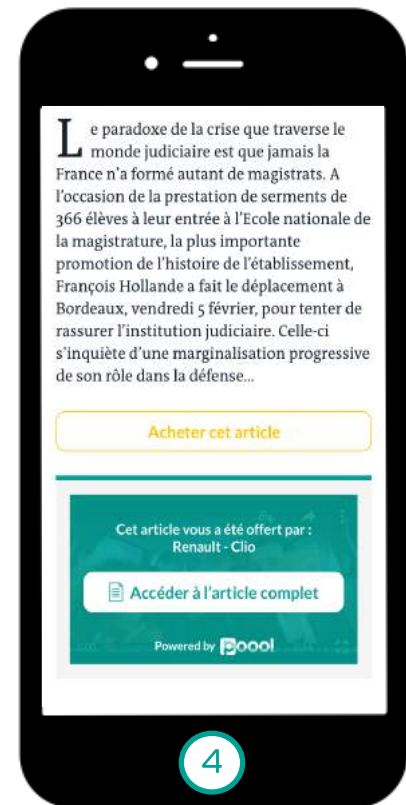 Le paradoxe de la crise que traverse le
monde judiciaire est que jamais la
France n'a formé autant de magistrats. A
l'occasion de la prestation de serments de
366 élèves à leur entrée à l'Ecole nationale de
la magistrature, la plus importante
promotion de l'histoire de l'établissement,
François Hollande a fait le déplacement à
Bordeaux, vendredi 5 février, pour tenter de
rassurer l'institution judiciaire. Celle-ci
s'inquiète d'une marginalisation progressive
de son rôle dans la défense...
Acheter cet article
Cet article vous a été offert par :
Renault - Clio
Accéder à l'article complet
Powered by poool
4